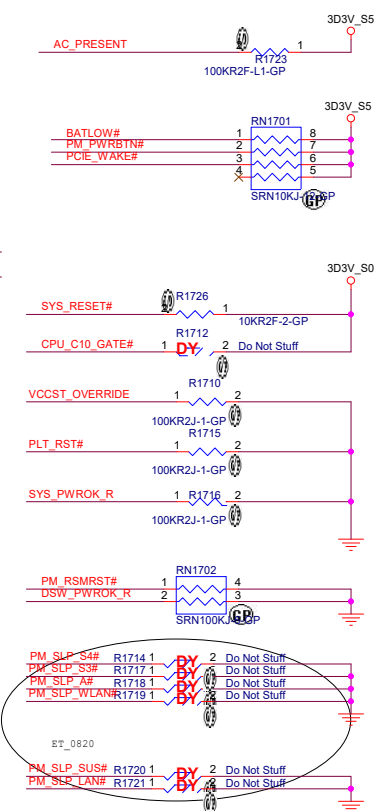 3D3V_S5
AC_PRESENT 2 1
R1723
100KR2F-L1-GP
3D3V_S5
RN1701
BATLOW# 1 8
PM_PWRBTN# 2 7
PCIE_WAKE# 3 6
4 5
SRN10KJ-12-GP
GP
3D3V_S0
R1726
SYS_RESET# 2 1
10KR2F-2-GP
R1712
CPU_C10_GATE# 1 DY 2 Do Not Stuff
R1710
VCCST_OVERRIDE 1 2
100KR2J-1-GP
R1715
PLT_RST# 1 2
100KR2J-1-GP
SYS_PWROK_R 1 R1716 2
100KR2J-1-GP
RN1702
PM_RSMRST# 1 4
DSW_PWROK_R 2 3
SRN100KJ GP
GP
PM_SLP_S4# R1714 1 DY 2 Do Not Stuff
PM_SLP_S3# R1717 1 DY 2 Do Not Stuff
PM_SLP_A# R1718 1 DY 2 Do Not Stuff
PM_SLP_WLAN# R1719 1 DY 2 Do Not Stuff
ET_0820
PM_SLP_SUS# R1720 1 DY 2 Do Not Stuff
PM_SLP_LAN# R1721 1 DY 2 Do Not Stuff